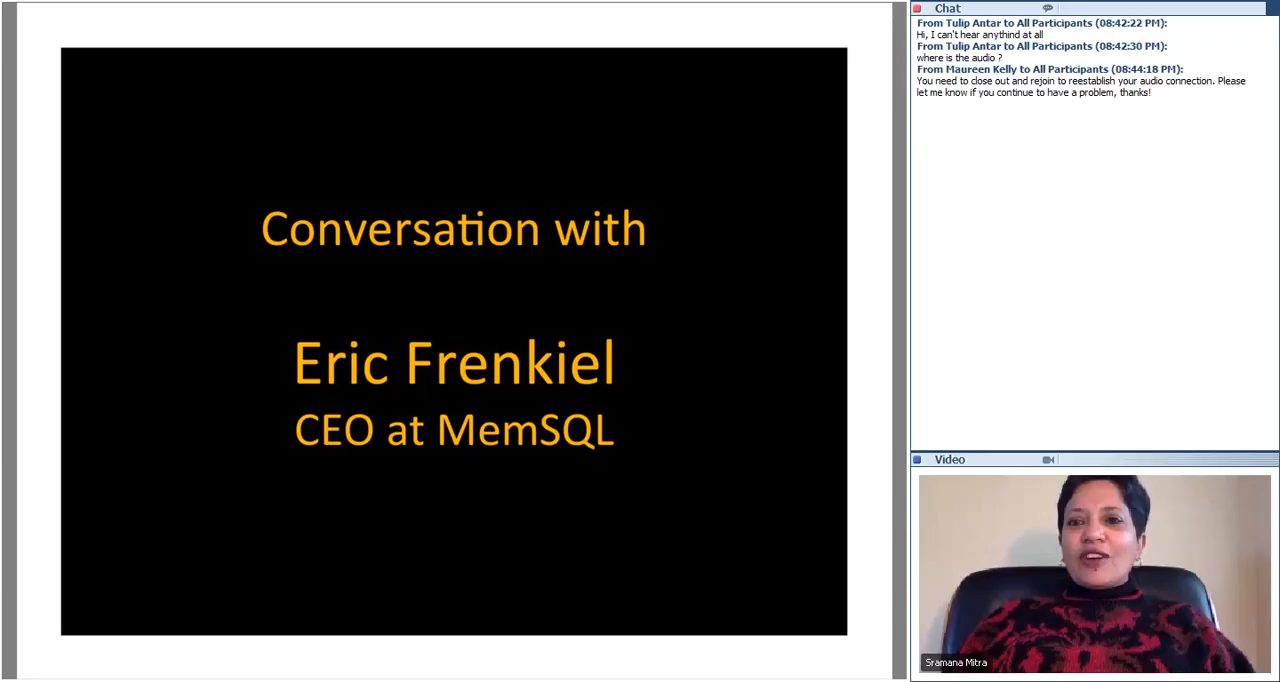 Conversation with
Eric Frenkiel
CEO at MemSQL
Chat
From Tulip Antar to All Participants (08:42:22 PM):
Hi, I can't hear anythind at all
From Tulip Antar to All Participants (08:42:30 PM):
where is the audio ?
From Maureen Kelly to All Participants (08:44:18 PM):
You need to close out and rejoin to reestablish your audio connection. Please
let me know if you continue to have a problem, thanks!
Video
Sramana Mitra